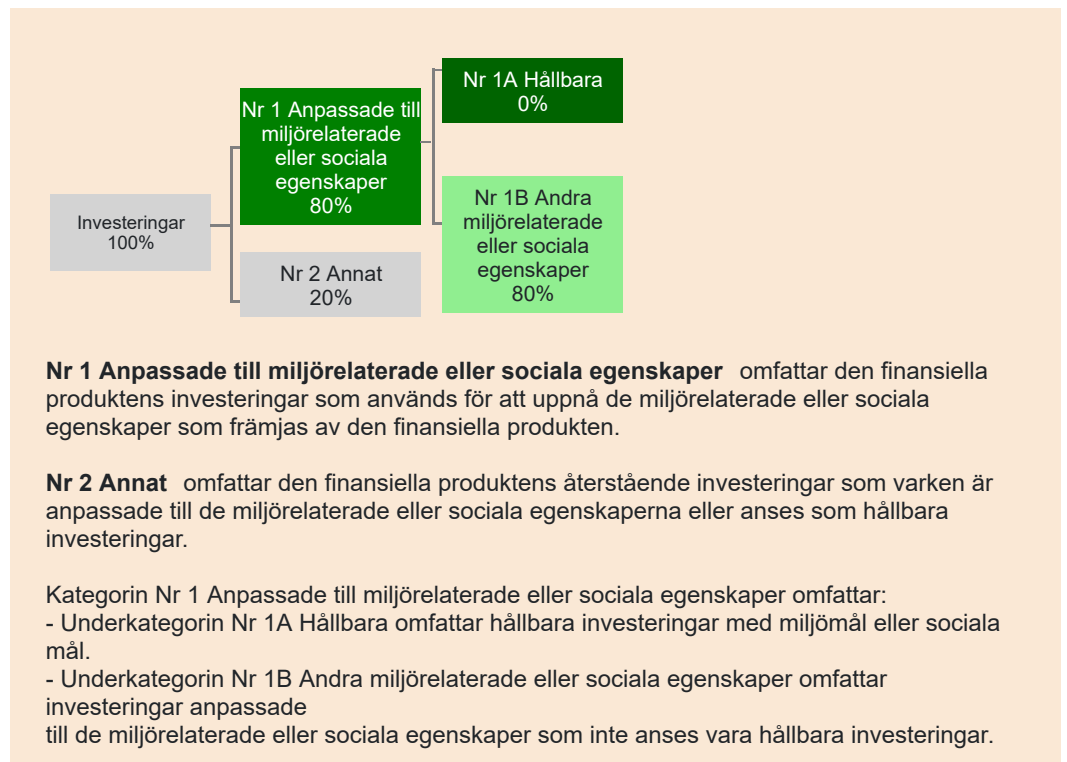 Nr 1A Hållbara
0%
Nr 1 Anpassade till
miljörelaterade
eller sociala
egenskaper
80%
Nr 1B Andra
miljörelaterade
eller sociala
egenskaper
80%
Investeringar
100%
Nr 2 Annat
20%
Nr 1 Anpassade till miljörelaterade eller sociala egenskaper omfattar den finansiella
produktens investeringar som används för att uppnå de miljörelaterade eller sociala
egenskaper som främjas av den finansiella produkten.
Nr 2 Annat omfattar den finansiella produktens återstående investeringar som varken är
anpassade till de miljörelaterade eller sociala egenskaperna eller anses som hållbara
investeringar.
Kategorin Nr 1 Anpassade till miljörelaterade eller sociala egenskaper omfattar:
- Underkategorin Nr 1A Hållbara omfattar hållbara investeringar med miljömål eller sociala
mål.
- Underkategorin Nr 1B Andra miljörelaterade eller sociala egenskaper omfattar
investeringar anpassade
till de miljörelaterade eller sociala egenskaper som inte anses vara hållbara investeringar.